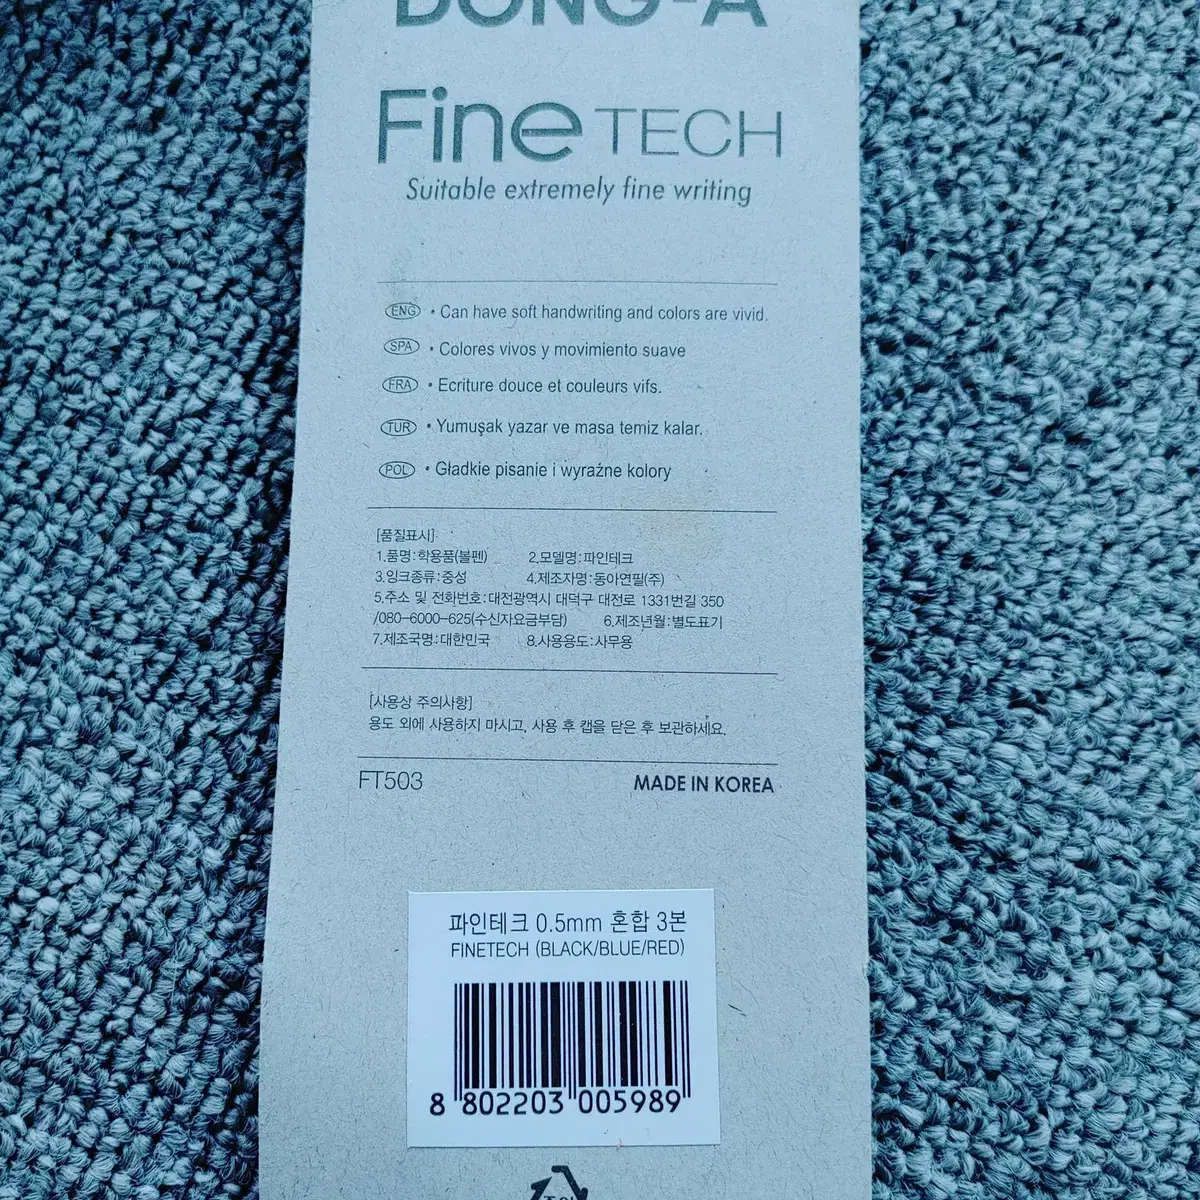 DONG-A
Fine TECH
Suitable extremely fine writing
ENG • Can have soft handwriting and colors are vivid.
SPA • Colores vivos y movimiento suave
FRA • Ecriture douce et couleurs vifs.
TUR • Yumuşak yazar ve masa temiz kalar.
POL • Gładkie pisanie i wyraźne kolory
[품질표시]
1.품명:학용품(볼펜) 2.모델명:파인테크
3.잉크종류:중성 4.제조자명:동아연필(주)
5.주소 및 전화번호:대전광역시 대덕구 대전로 1331번길 350
/080-6000-625(수신자요금부담) 6.제조년월:별도표기
7.제조국명:대한민국 8.사용용도:사무용
[사용상 주의사항]
용도 외에 사용하지 마시고, 사용 후 캡을 닫은 후 보관하세요.
FT503 MADE IN KOREA
파인테크 0.5mm 혼합 3본
FINETECH (BLACK/BLUE/RED)
8 802203 005989